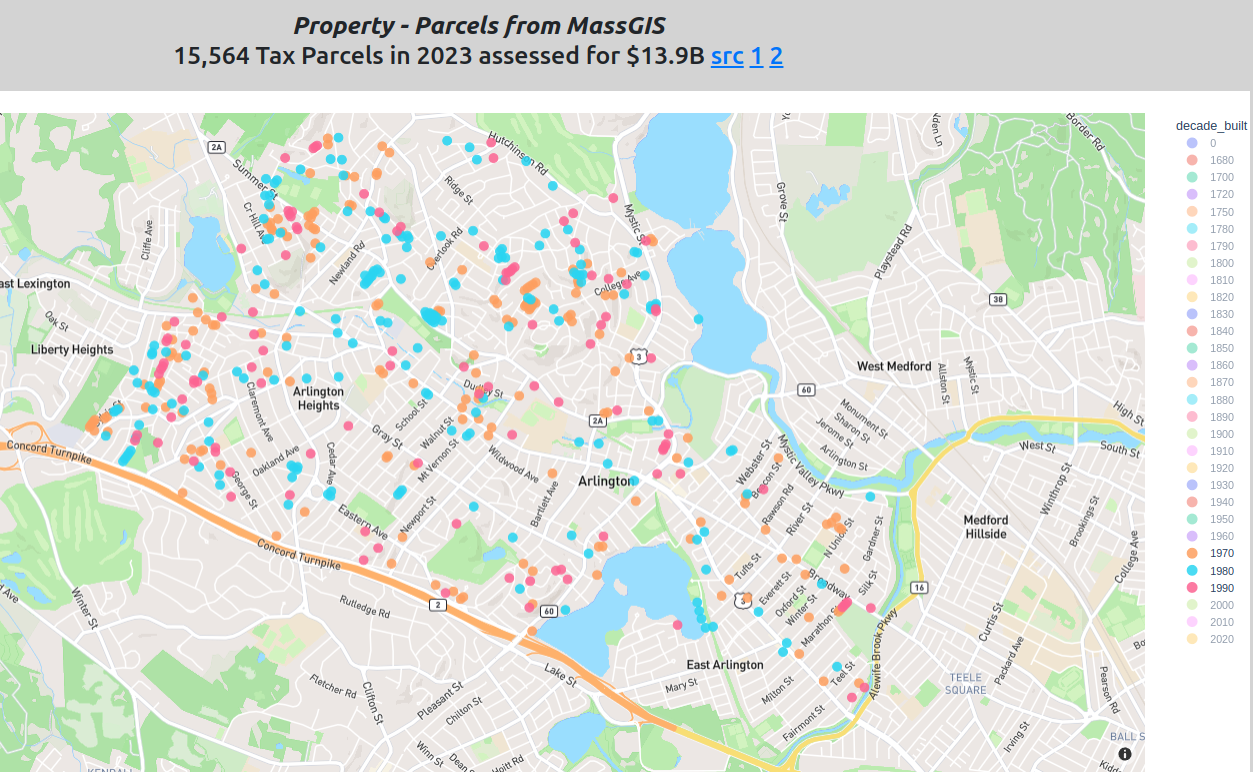 Property - Parcels from MassGIS
15,564 Tax Parcels in 2023 assessed for $13.9B src 1 2
decade_built
0
1680
1700
1720
1750
1780
1790
1800
1810
1820
1830
1840
1850
1860
1870
1880
1890
1900
1910
1920
1930
1940
1950
1960
1970
1980
1990
2000
2010
2020
2A
Hutchinson Rd
Border Rd
Summer St
Ridge St
Grove St
Mystic St
Cliffe Ave
Playstead Rd
Newland Rd
Overlook Rd
College Ave
38
Oak St
Liberty Heights
3
West Medford
Mystic St
Allston St
60
Arlington
Heights
Dudley St
Claremont Ave
School St
2A
Monument St
Sharon St
Jerome St
Arlington St
High St
Concord Turnpike
Gray St
Walnut St
Mt Vernon St
Oakland Ave
Cedar Ave
George St
Wildwood Ave
Bartlett Ave
Arlington
Webster St
Beacon St
Mystic Valley Pkwy
West St
South St
Winthrop St
Brookings St
Rawson Rd
River St
Newport St
Eastern Ave
Medford
Hillside
Gardner St
College Ave
Concord Turnpike
Winter St
Rutledge Rd
2
60
3
Tufts St
Everett St
Oxford St
Winter St
Broadway
Marathon St
Silk St
16
Curtis St
Packard Ave
Alewife Brook Pkwy
East Arlington
Lake St
Mary St
Teel St
Milton St
TEELE
SQUARE
Pearson Rd
Fletcher Rd
Clifton St
Pleasant St
Chilton St
Fairmont St
Irving St
BALL S
Winn St
Hoitt Rd